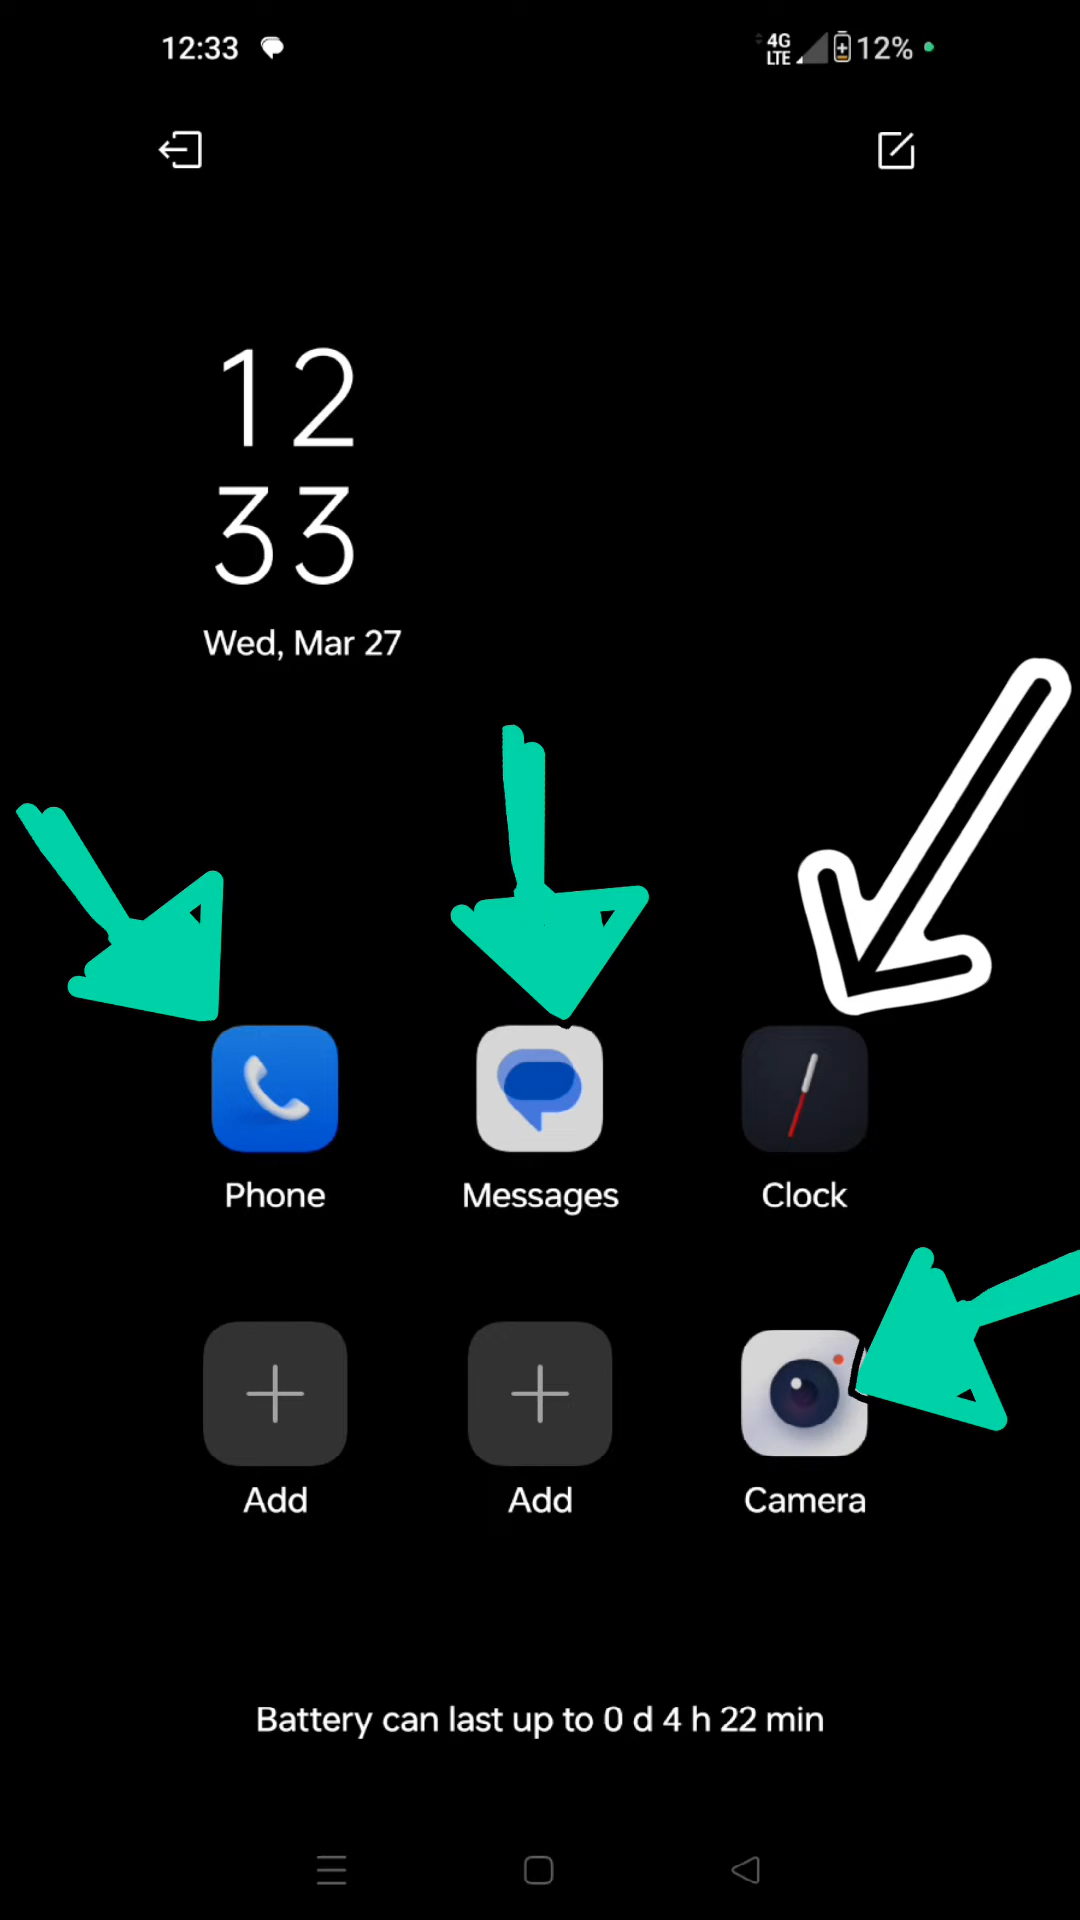 12:33 4G LTE 12%
12
33
Wed, Mar 27
Phone Messages Clock
Add Add Camera
Battery can last up to 0 d 4 h 22 min